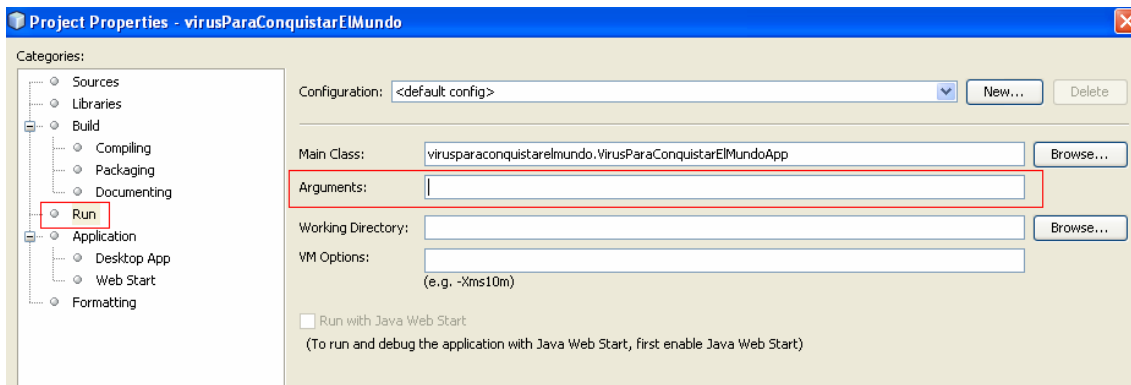 Project Properties - virusParaConquistarElMundo
Categories:
Sources
Libraries
Build
Compiling
Packaging
Documenting
Run
Application
Desktop App
Web Start
Formatting
Configuration: <default config> New... Delete
Main Class: virusparaconquistarelmundo.VirusParaConquistarElMundoApp Browse...
Arguments:
Working Directory: Browse...
VM Options:
(e.g. -Xms10m)
Run with Java Web Start
(To run and debug the application with Java Web Start, first enable Java Web Start)